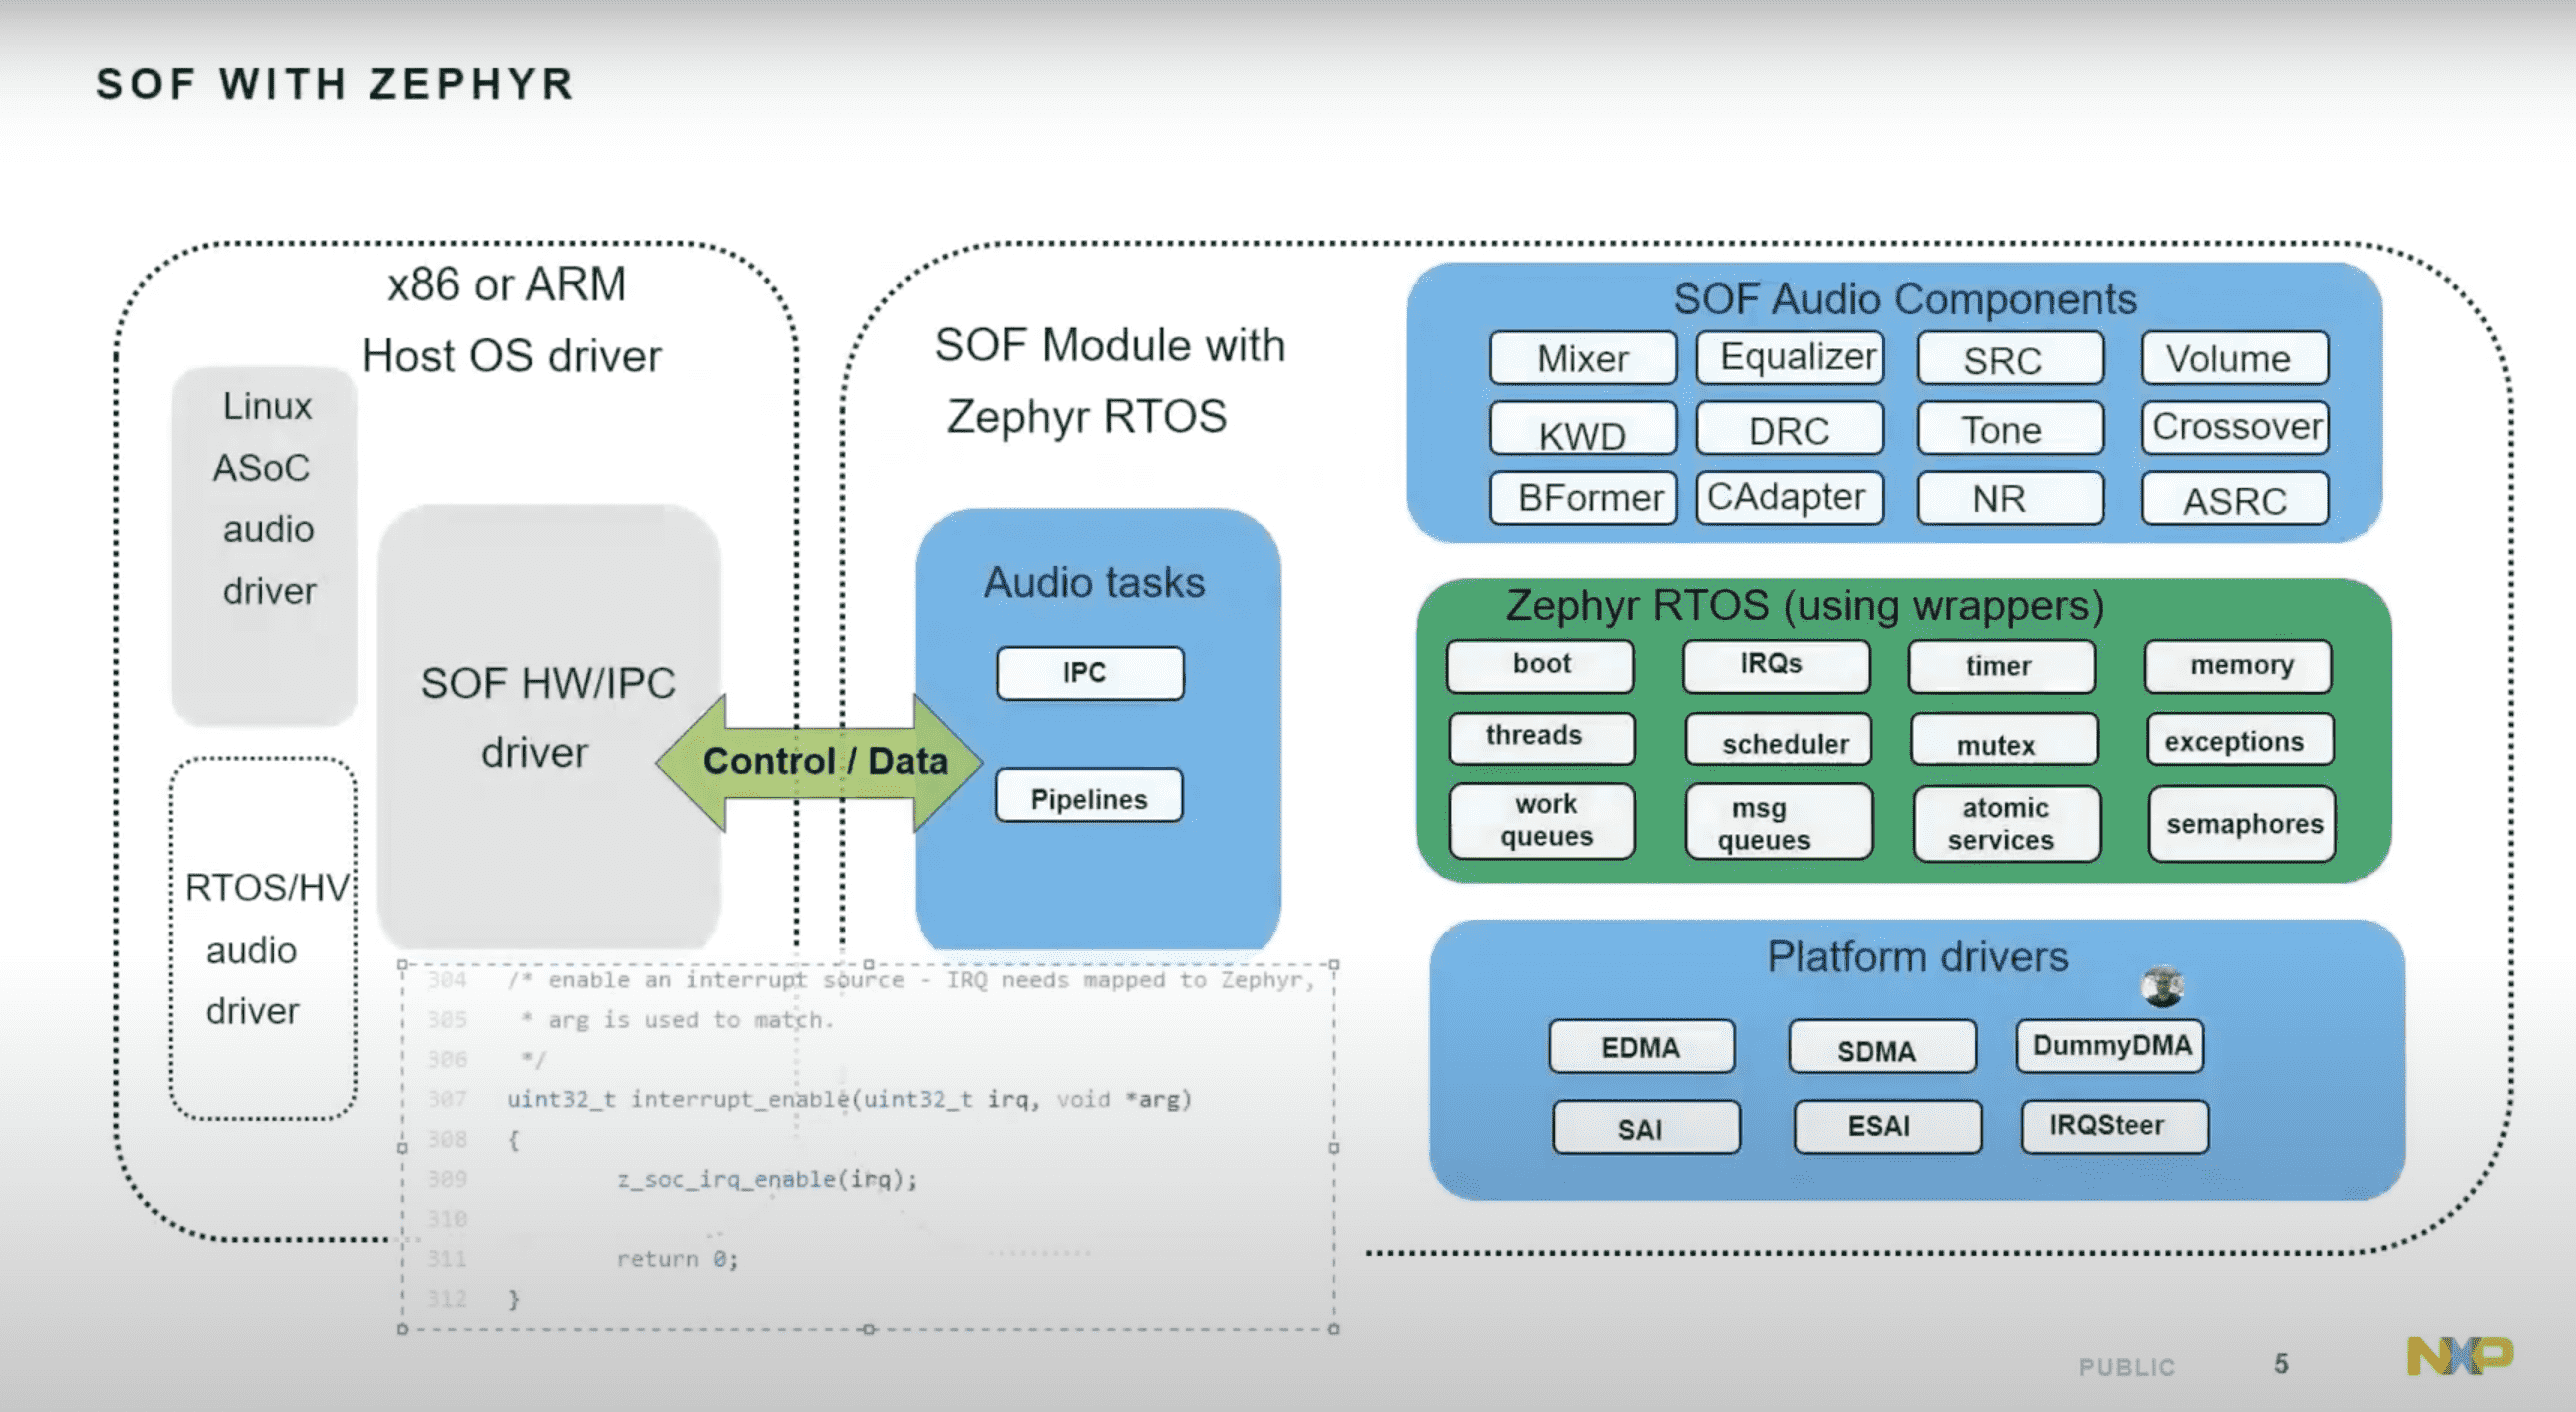 SOF WITH ZEPHYR
x86 or ARM
Host OS driver
Linux
ASoC
audio
driver
SOF HW/IPC
driver
RTOS/HV
audio
driver
Control / Data
SOF Module with
Zephyr RTOS
Audio tasks
IPC
Pipelines
SOF Audio Components
Mixer Equalizer SRC Volume
KWD DRC Tone Crossover
BFormer CAdapter NR ASRC
Zephyr RTOS (using wrappers)
boot IRQs timer memory
threads scheduler mutex exceptions
work
queues
msg
queues
atomic
services
semaphores
Platform drivers
EDMA SDMA DummyDMA
SAI ESAI IRQSteer
304 /* enable an interrupt source - IRQ needs mapped to Zephyr,
305 * arg is used to match.
306 */
307 uint32_t interrupt_enable(uint32_t irq, void *arg)
308 {
309 z_soc_irq_enable(irq);
310
311 return 0;
312 }
PUBLIC 5 NXP